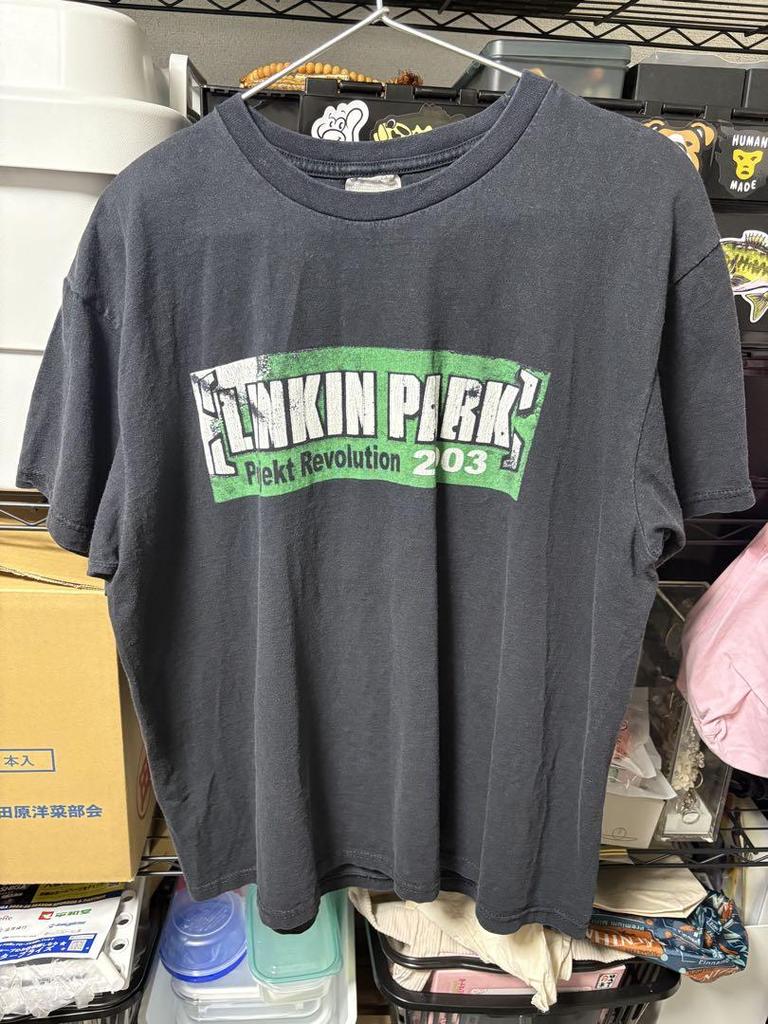 HUMAN
MADE
LINKIN PARK
Projekt Revolution 2003
本入
田原洋菜部会